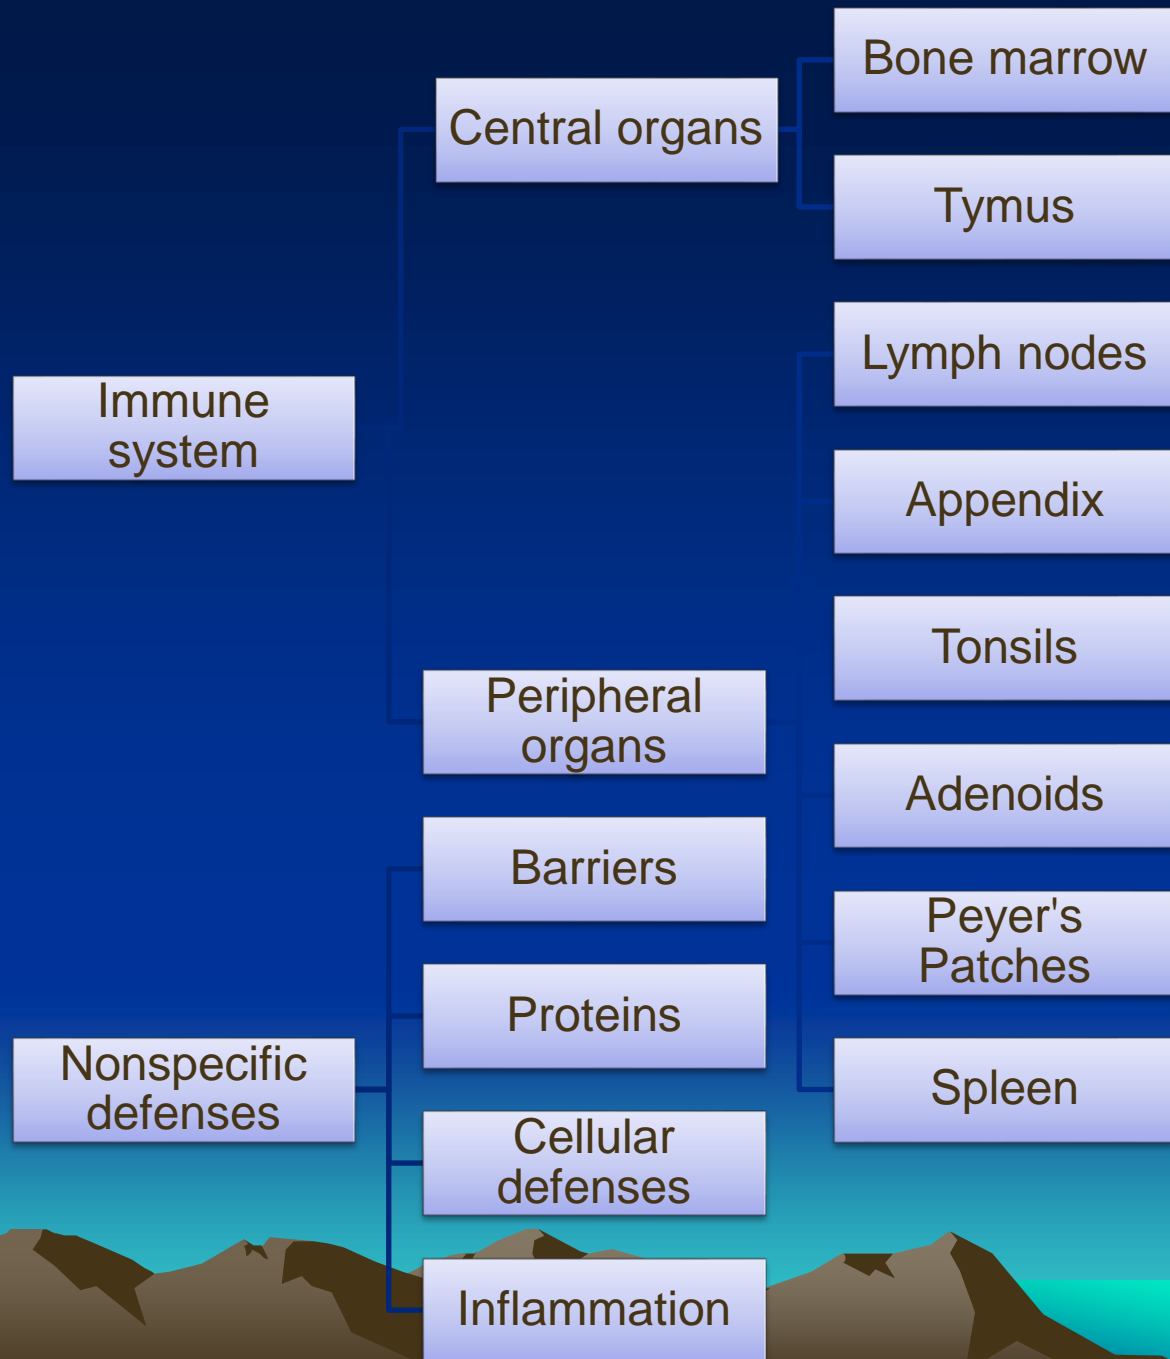 Immune
system
Central organs
Bone marrow
Tymus
Peripheral
organs
Lymph nodes
Appendix
Tonsils
Adenoids
Peyer's
Patches
Spleen
Nonspecific
defenses
Barriers
Proteins
Cellular
defenses
Inflammation